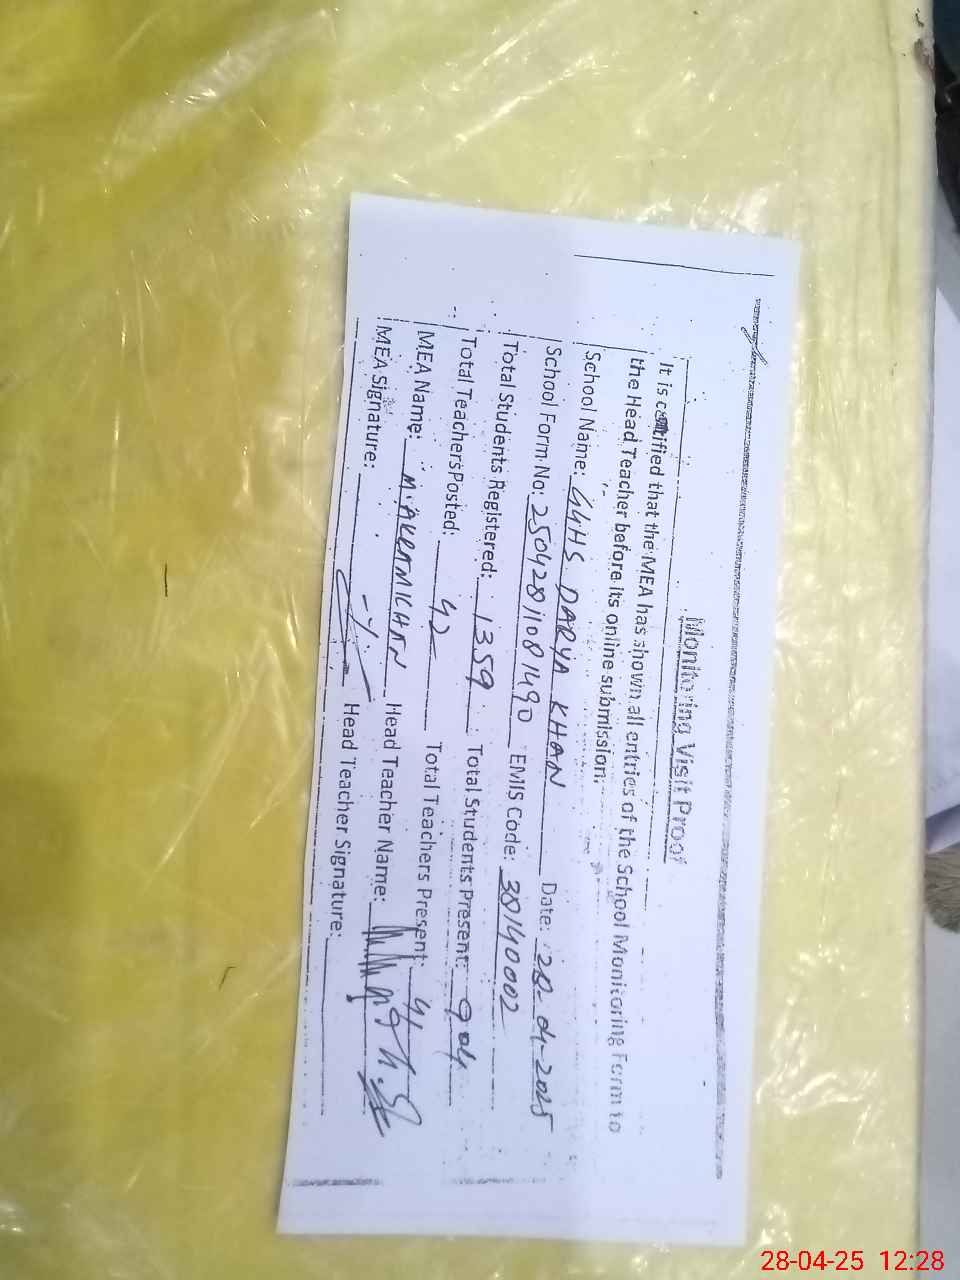 Monitoring Visit Proof
It is certified that the MEA has shown all entries of the School Monitoring Form to
the Head Teacher before its online submission.
School Name: GGHS DARYA KHAN Date: 28-04-2025
School Form No: 25042811081490 EMIS Code: 38140002
Total Students Registered: 1359 Total Students Present: 904
Total Teachers Posted: 42 Total Teachers Present: 41
MEA Name: M. AKRAM KHAN Head Teacher Name:
MEA Signature: Head Teacher Signature:
28-04-25 12:28